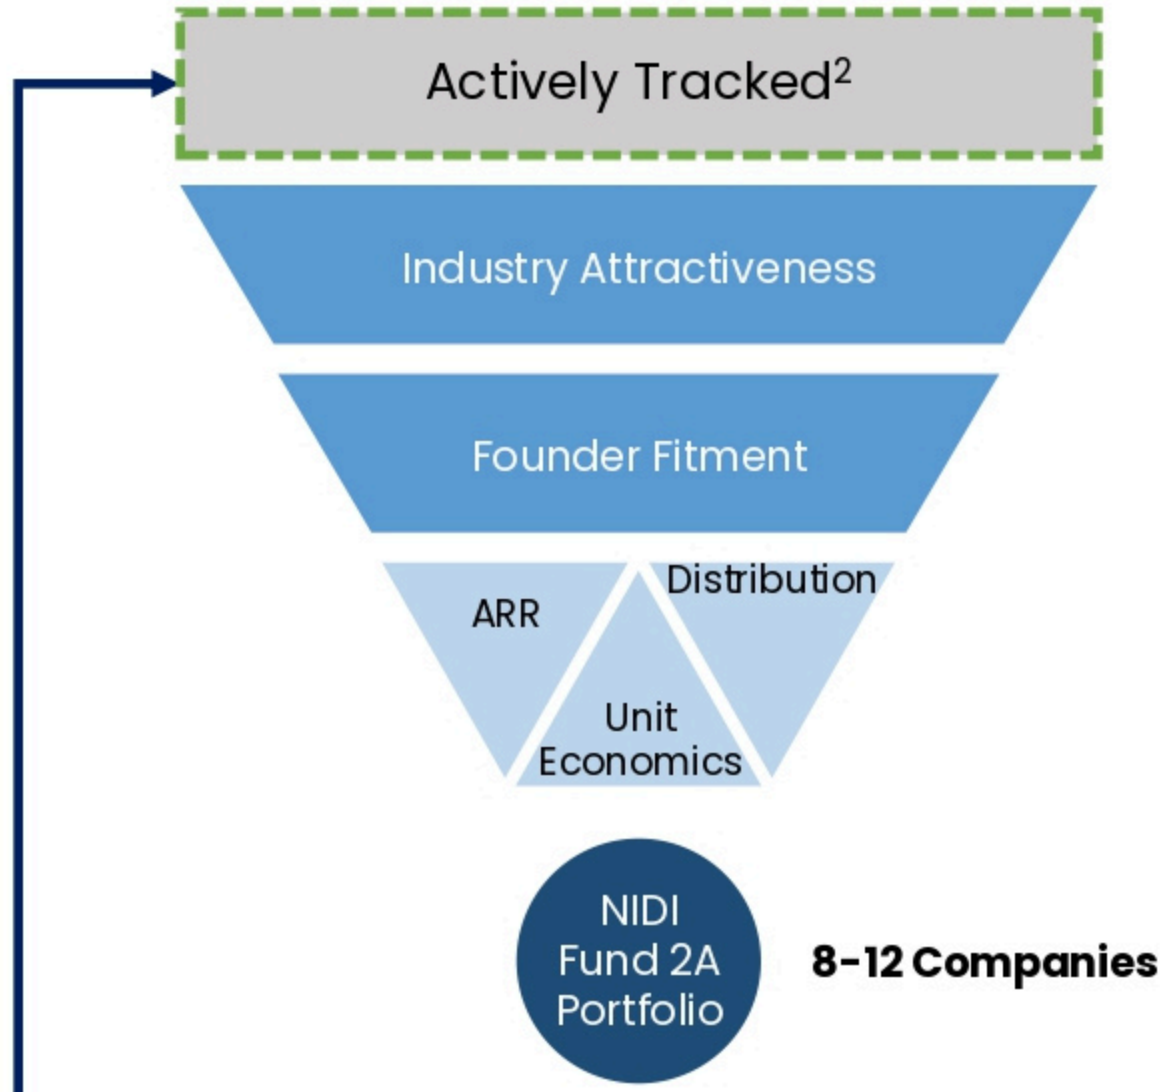 Actively Tracked²
Industry Attractiveness
Founder Fitment
ARR
Distribution
Unit
Economics
NIDI
Fund 2A
Portfolio
8-12 Companies